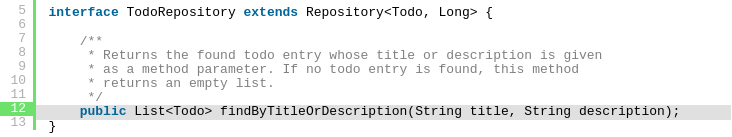 5 interface TodoRepository extends Repository<Todo, Long> {
6
7 /**
8 * Returns the found todo entry whose title or description is given
9 * as a method parameter. If no todo entry is found, this method
10 * returns an empty list.
11 */
12 public List<Todo> findByTitleOrDescription(String title, String description);
13 }